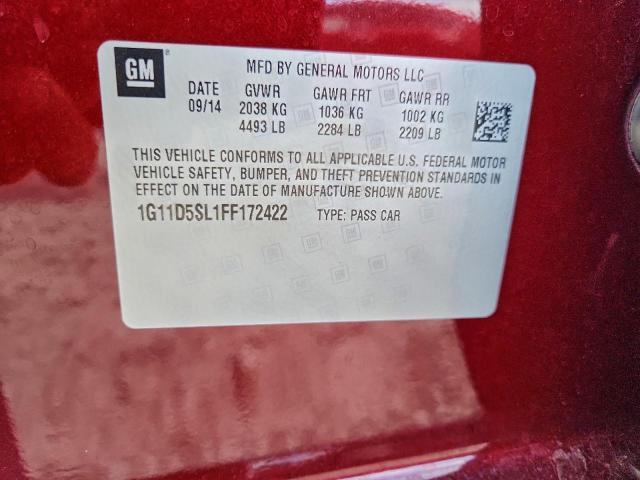 GM
MFD BY GENERAL MOTORS LLC
DATE GVWR GAWR FRT GAWR RR
09/14 2038 KG 1036 KG 1002 KG
4493 LB 2284 LB 2209 LB
THIS VEHICLE CONFORMS TO ALL APPLICABLE U.S. FEDERAL MOTOR
VEHICLE SAFETY, BUMPER, AND THEFT PREVENTION STANDARDS IN
EFFECT ON THE DATE OF MANUFACTURE SHOWN ABOVE.
1G11D5SL1FF172422 TYPE: PASS CAR